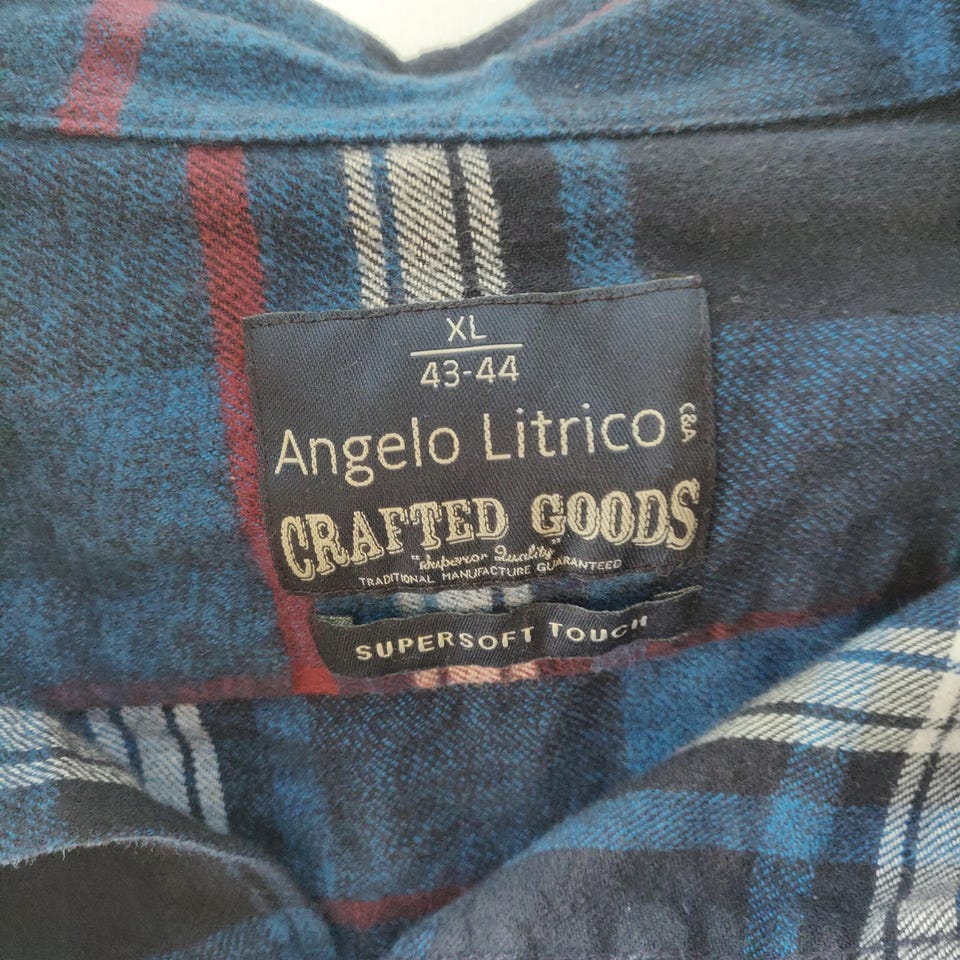 XL
43-44
Angelo Litrico C&A
CRAFTED GOODS
"Superior Quality"
TRADITIONAL MANUFACTURE GUARANTEED
SUPERSOFT TOUCH